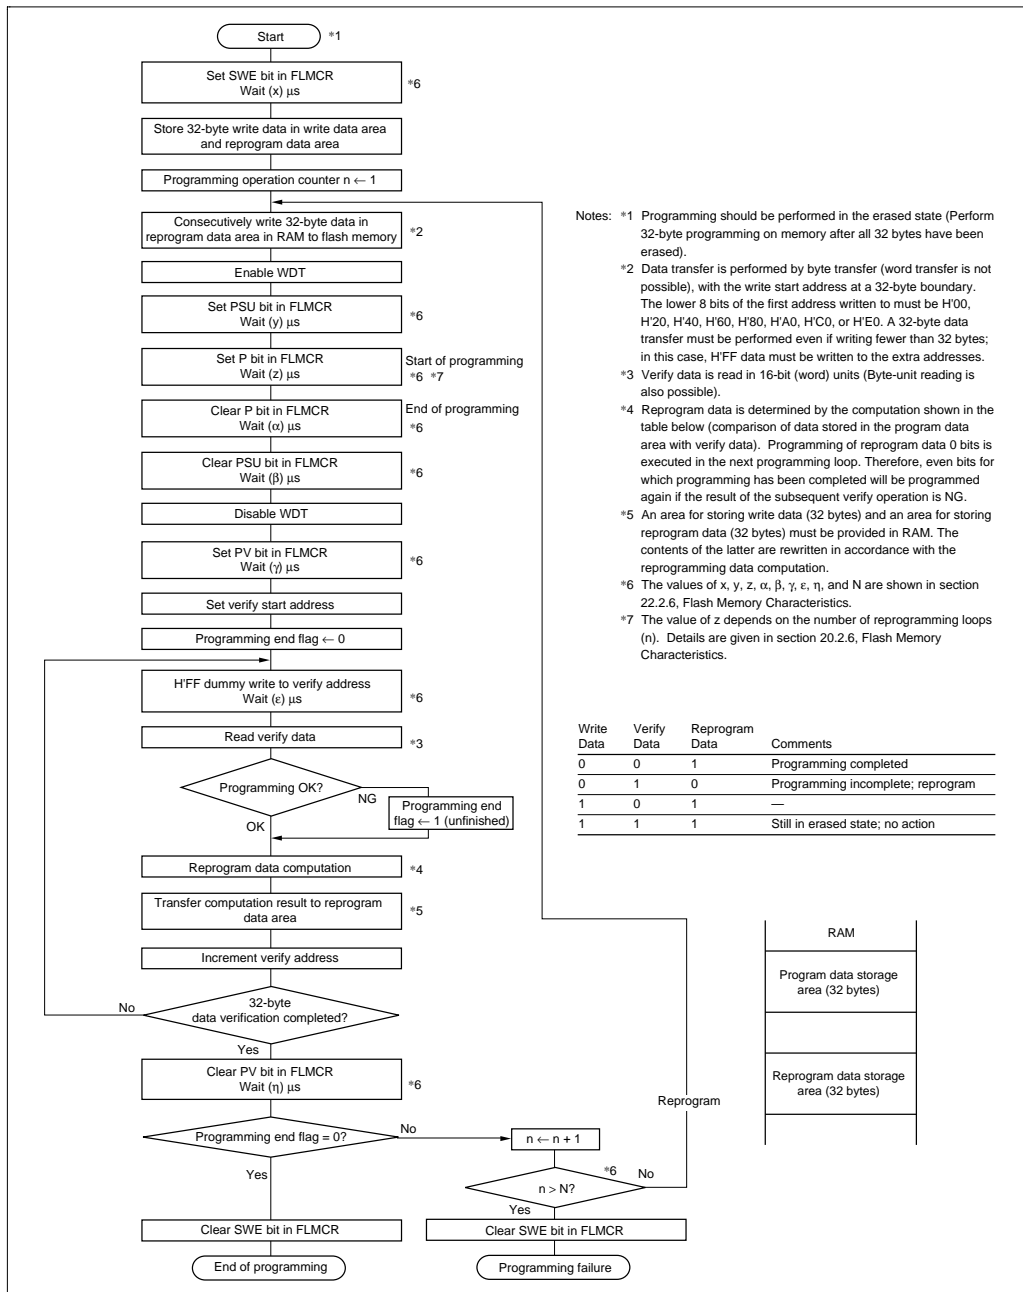 Start *1
Set SWE bit in FLMCR
Wait (x) μs
*6
Store 32-byte write data in write data area
and reprogram data area
Programming operation counter n ← 1
Consecutively write 32-byte data in
reprogram data area in RAM to flash memory
*2
Enable WDT
Set PSU bit in FLMCR
Wait (y) μs
*6
Set P bit in FLMCR
Wait (z) μs
Start of programming
*6 *7
Clear P bit in FLMCR
Wait (α) μs
End of programming
*6
Clear PSU bit in FLMCR
Wait (β) μs
*6
Disable WDT
Set PV bit in FLMCR
Wait (γ) μs
*6
Set verify start address
Programming end flag ← 0
H'FF dummy write to verify address
Wait (ε) μs
*6
Read verify data
*3
Programming OK?
NG
Programming end
flag ← 1 (unfinished)
OK
Reprogram data computation
*4
Transfer computation result to reprogram
data area
*5
Increment verify address
32-byte
data verification completed?
No
Yes
Clear PV bit in FLMCR
Wait (η) μs
*6
Programming end flag = 0?
No
Yes
n ← n + 1
*6
n > N?
No
Yes
Reprogram
Clear SWE bit in FLMCR
Clear SWE bit in FLMCR
End of programming
Programming failure
Notes: *1 Programming should be performed in the erased state (Perform
32-byte programming on memory after all 32 bytes have been
erased).
*2 Data transfer is performed by byte transfer (word transfer is not
possible), with the write start address at a 32-byte boundary.
The lower 8 bits of the first address written to must be H'00,
H'20, H'40, H'60, H'80, H'A0, H'C0, or H'E0. A 32-byte data
transfer must be performed even if writing fewer than 32 bytes;
in this case, H'FF data must be written to the extra addresses.
*3 Verify data is read in 16-bit (word) units (Byte-unit reading is
also possible).
*4 Reprogram data is determined by the computation shown in the
table below (comparison of data stored in the program data
area with verify data). Programming of reprogram data 0 bits is
executed in the next programming loop. Therefore, even bits for
which programming has been completed will be programmed
again if the result of the subsequent verify operation is NG.
*5 An area for storing write data (32 bytes) and an area for storing
reprogram data (32 bytes) must be provided in RAM. The
contents of the latter are rewritten in accordance with the
reprogramming data computation.
*6 The values of x, y, z, α, β, γ, ε, η, and N are shown in section
22.2.6, Flash Memory Characteristics.
*7 The value of z depends on the number of reprogramming loops
(n). Details are given in section 20.2.6, Flash Memory
Characteristics.
Write Verify Reprogram
Data Data Data Comments
0 0 1 Programming completed
0 1 0 Programming incomplete; reprogram
1 0 1 —
1 1 1 Still in erased state; no action
RAM
Program data storage
area (32 bytes)
Reprogram data storage
area (32 bytes)